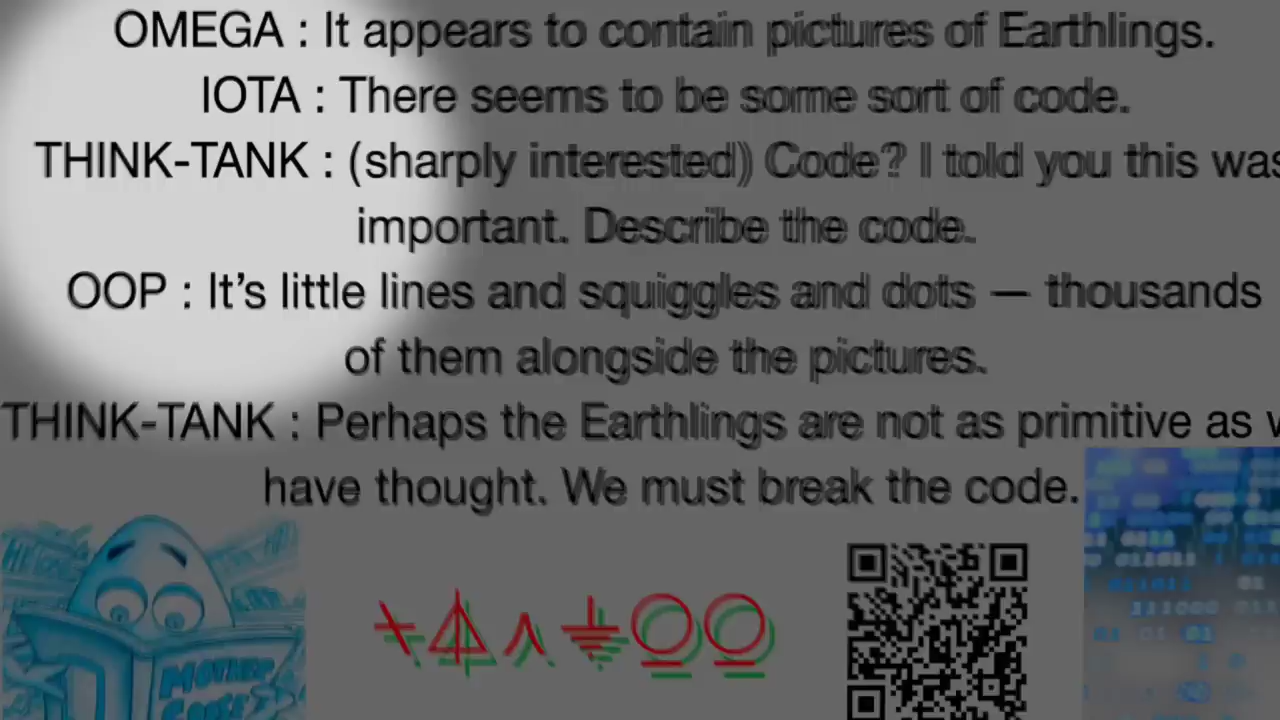 OMEGA : It appears to contain pictures of Earthlings.
IOTA : There seems to be some sort of code.
THINK-TANK : (sharply interested) Code? I told you this was
important. Describe the code.
OOP : It’s little lines and squiggles and dots — thousands
of them alongside the pictures.
THINK-TANK : Perhaps the Earthlings are not as primitive as
have thought. We must break the code.
MOTHER